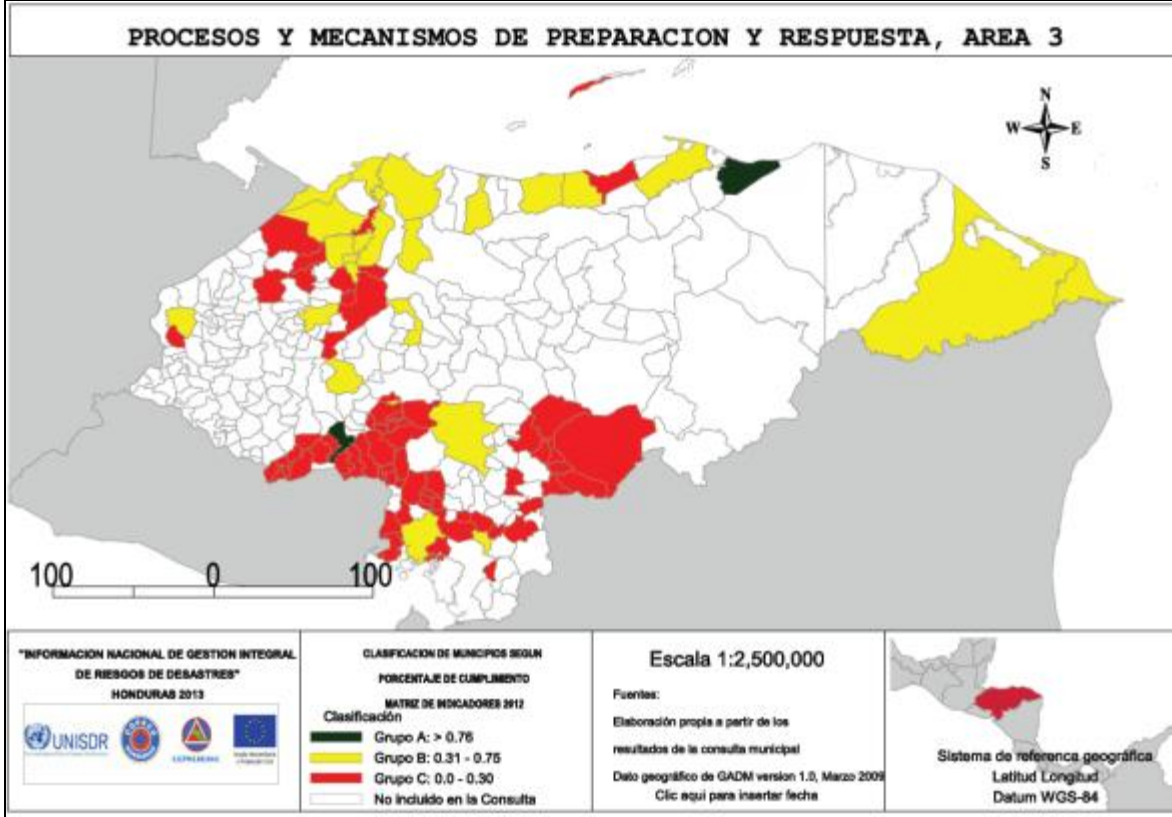 PROCESOS Y MECANISMOS DE PREPARACION Y RESPUESTA, AREA 3
N
W E
S
100 0 100
"INFORMACION NACIONAL DE GESTION INTEGRAL
DE RIESGOS DE DESASTRES"
HONDURAS 2013
UNISDR
CEPREDENAC
CLASIFICACION DE MUNICIPIOS SEGUN
PORCENTAJE DE CUMPLIMIENTO
MATRIZ DE INDICADORES 2012
Clasificación
Grupo A: > 0.76
Grupo B: 0.31 - 0.75
Grupo C: 0.0 - 0.30
No Incluido en la Consulta
Escala 1:2,500,000
Fuentes:
Elaboración propia a partir de los
resultados de la consulta municipal
Dato geográfico de GADM version 1.0, Marzo 2009
Clic aqui para insertar fecha
Sistema de referenca geográfica
Latitud Longitud
Datum WGS-84